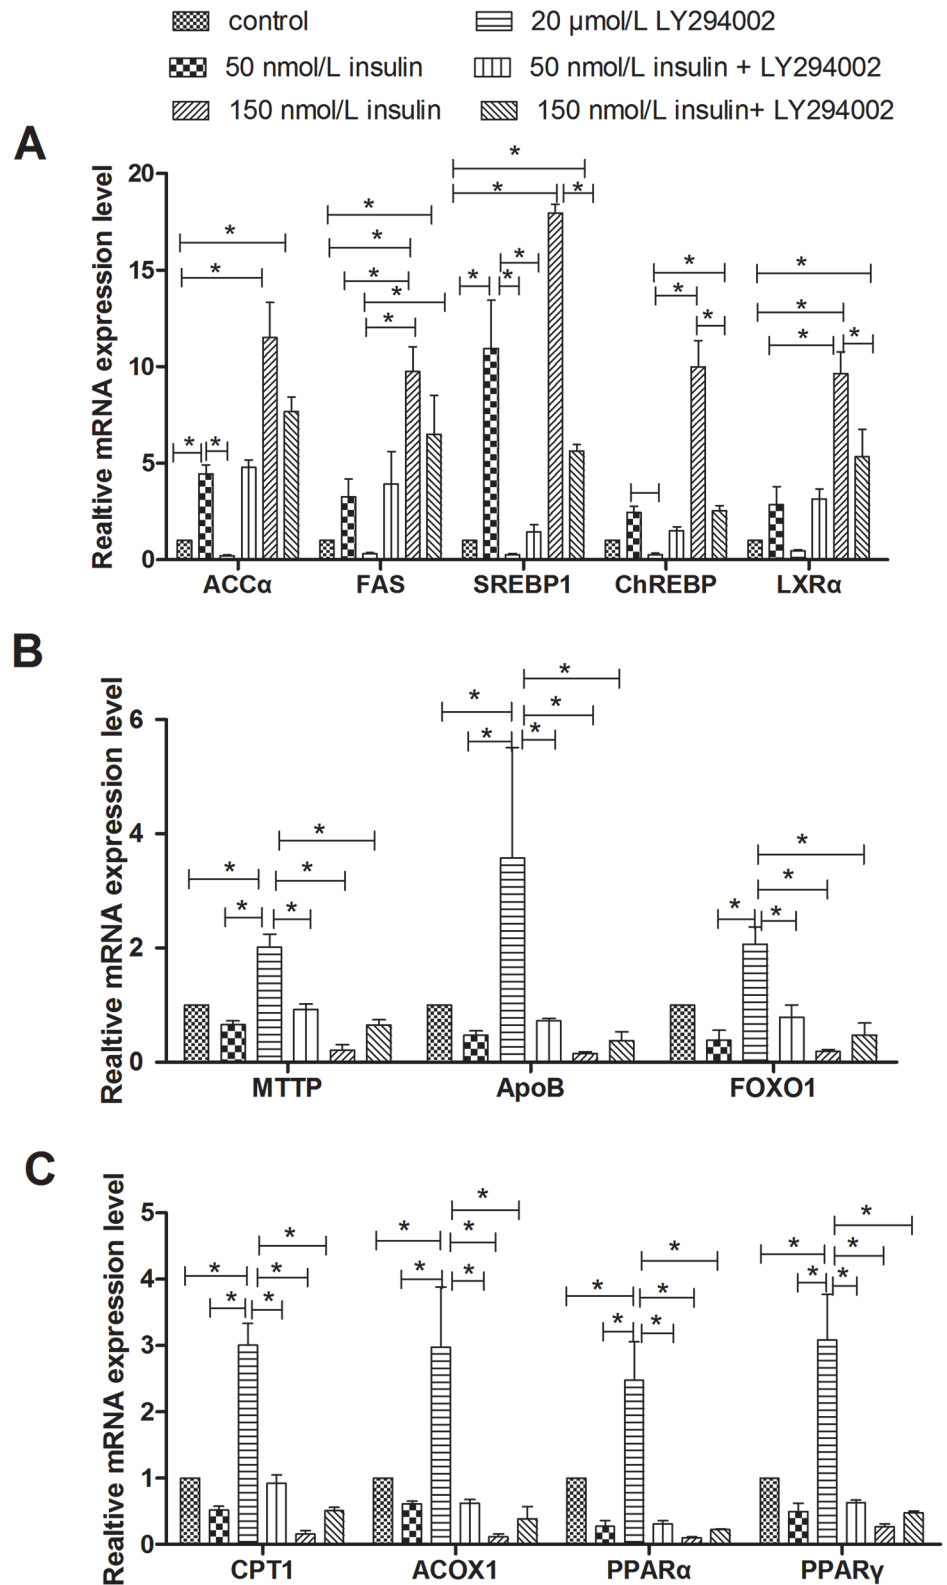 control
20 µmol/L LY294002
50 nmol/L insulin
50 nmol/L insulin + LY294002
150 nmol/L insulin
150 nmol/L insulin+ LY294002
A
Realtive mRNA expression level
20
15
10
5
0
* * * * * * * * * * * * * * * * * * * * * *
ACCα FAS SREBP1 ChREBP LXRα
B
Realtive mRNA expression level
6
4
2
0
* * * * * * * * * * * * * *
MTTP ApoB FOXO1
C
Realtive mRNA expression level
5
4
3
2
1
0
* * * * * * * * * * * * * * * * * * * *
CPT1 ACOX1 PPARα PPARγ